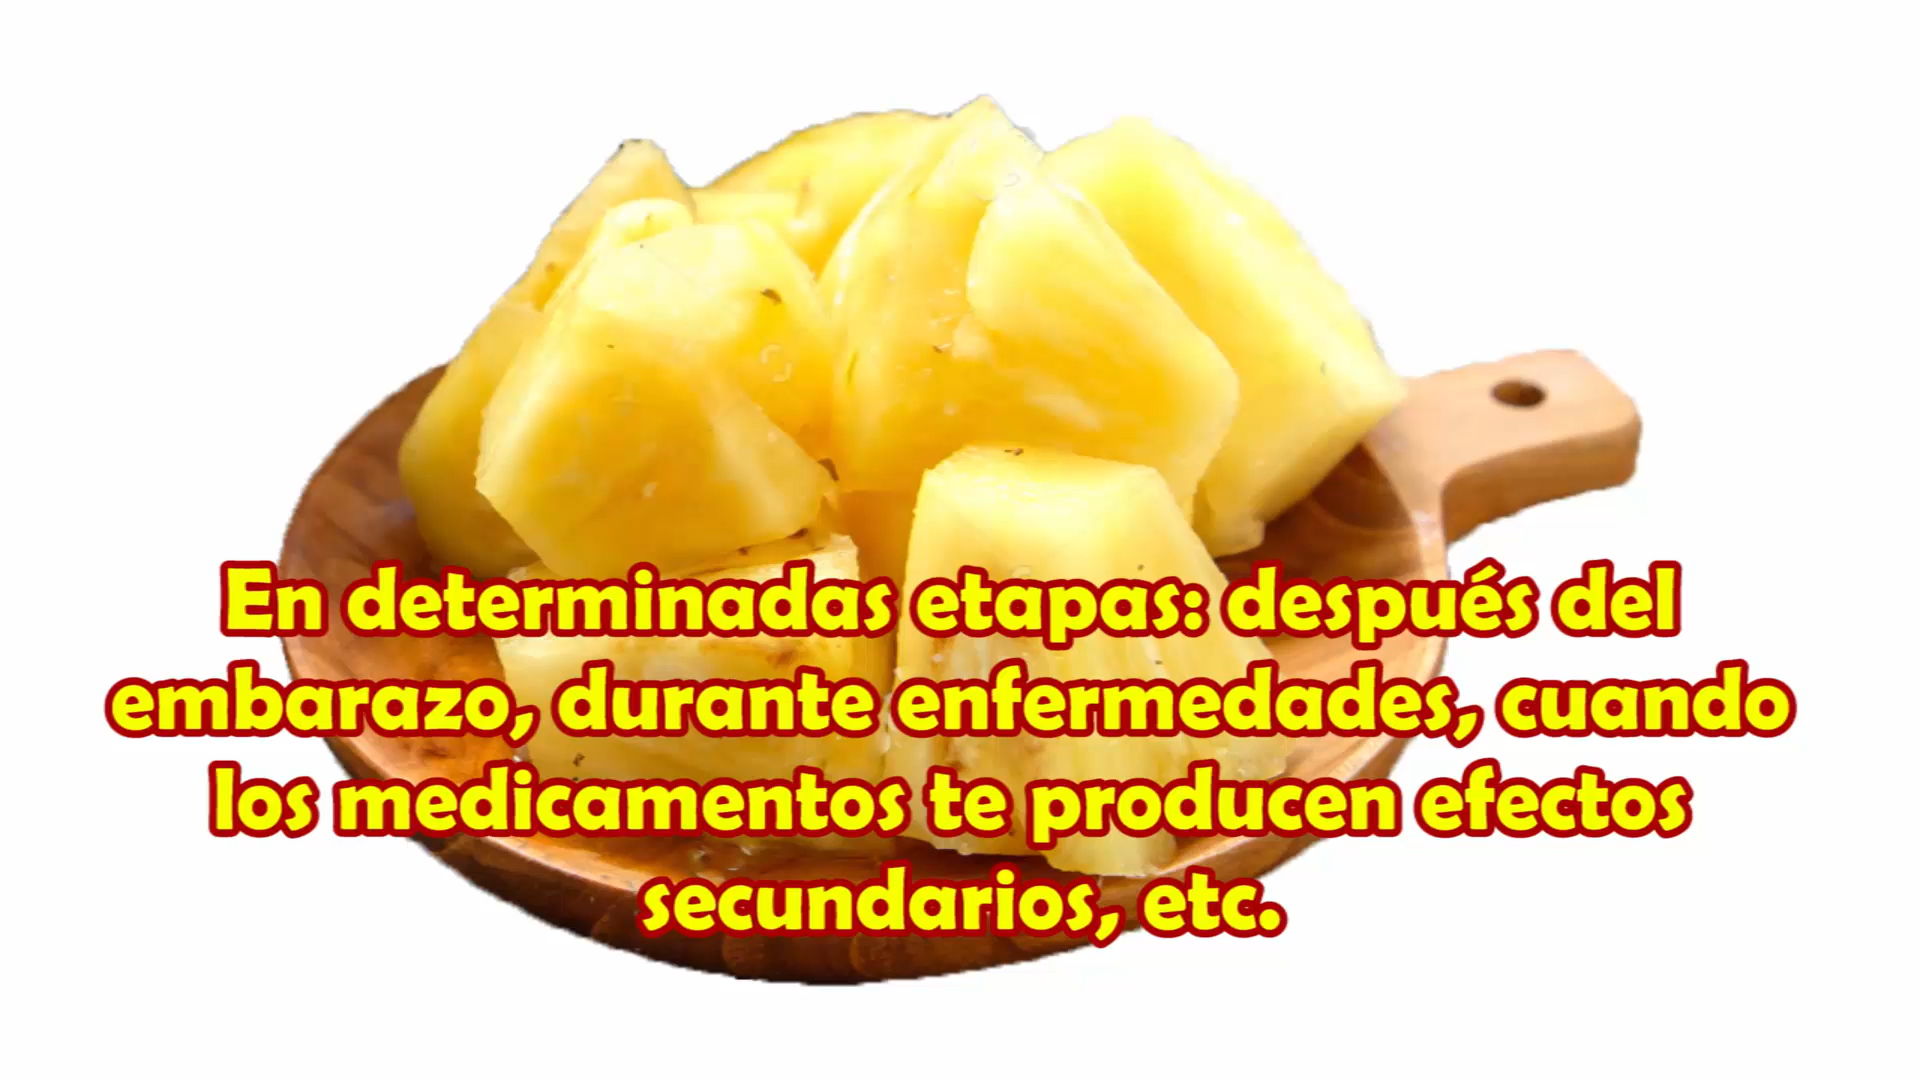 En determinadas etapas: después del
embarazo, durante enfermedades, cuando
los medicamentos te producen efectos
secundarios, etc.